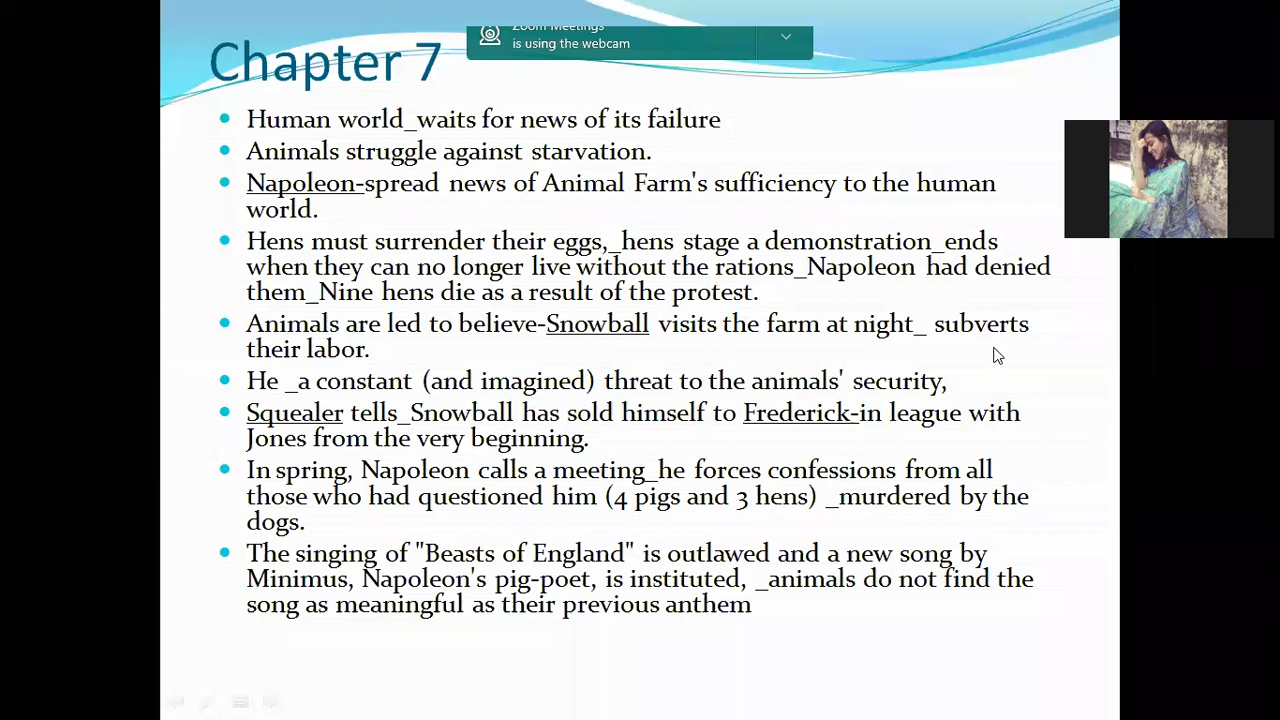 Zoom Meetings
is using the webcam
Chapter 7
Human world_waits for news of its failure
Animals struggle against starvation.
Napoleon-spread news of Animal Farm's sufficiency to the human
world.
Hens must surrender their eggs,_hens stage a demonstration_ends
when they can no longer live without the rations_Napoleon had denied
them_Nine hens die as a result of the protest.
Animals are led to believe-Snowball visits the farm at night_ subverts
their labor.
He _a constant (and imagined) threat to the animals' security,
Squealer tells_Snowball has sold himself to Frederick-in league with
Jones from the very beginning.
In spring, Napoleon calls a meeting_he forces confessions from all
those who had questioned him (4 pigs and 3 hens) _murdered by the
dogs.
The singing of "Beasts of England" is outlawed and a new song by
Minimus, Napoleon's pig-poet, is instituted, _animals do not find the
song as meaningful as their previous anthem